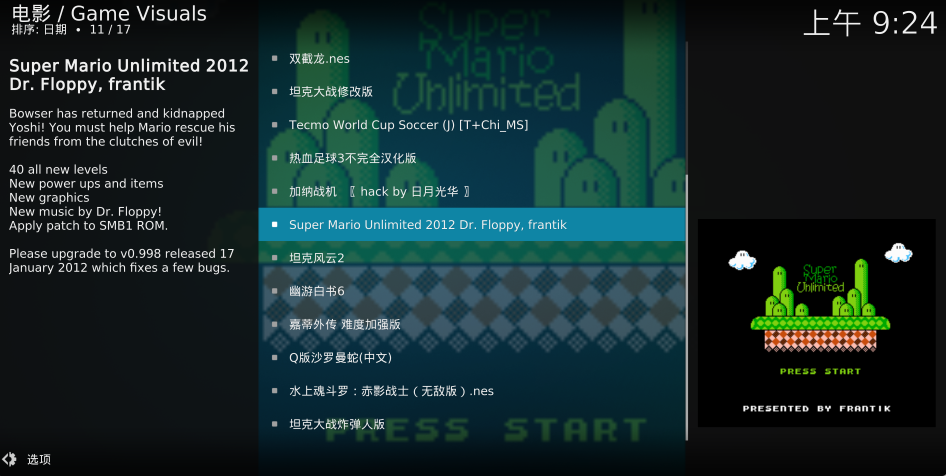 电影 / Game Visuals
排序: 日期 • 11 / 17
上午 9:24
Super Mario Unlimited 2012
Dr. Floppy, frantik
Bowser has returned and kidnapped
Yoshi! You must help Mario rescue his
friends from the clutches of evil!
40 all new levels
New power ups and items
New graphics
New music by Dr. Floppy!
Apply patch to SMB1 ROM.
Please upgrade to v0.998 released 17
January 2012 which fixes a few bugs.
双截龙.nes
坦克大战修改版
Tecmo World Cup Soccer (J) [T+Chi_MS]
热血足球3不完全汉化版
加纳战机 〖 hack by 日月光华 〗
Super Mario Unlimited 2012 Dr. Floppy, frantik
坦克风云2
幽游白书6
嘉蒂外传 难度加强版
Q版沙罗曼蛇(中文)
水上魂斗罗：赤影战士（无敌版）.nes
坦克大战炸弹人版
Super
Mario
Unlimited
PRESS START
Super
Mario
Unlimited
PRESS START
PRESENTED BY FRANTIK
选项